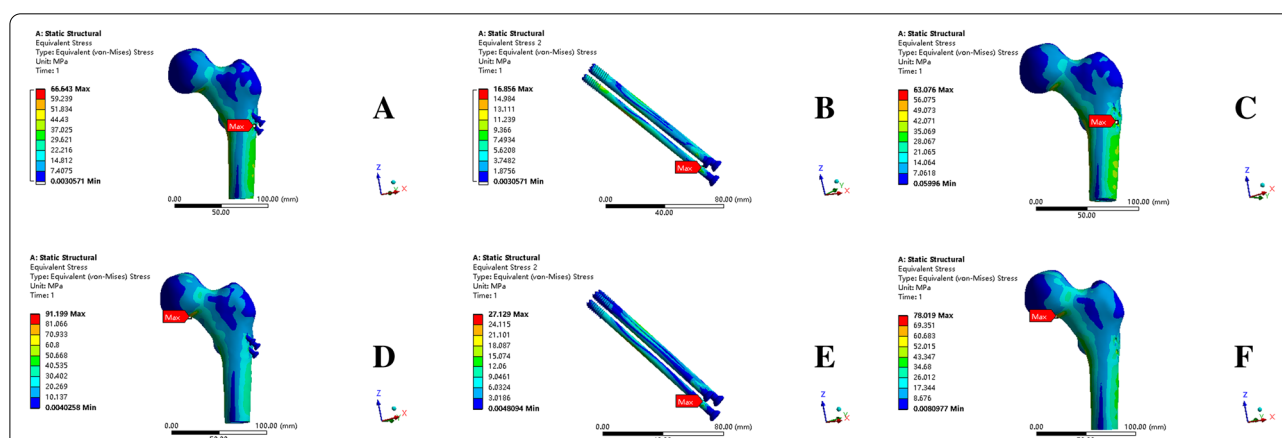 A: Static Structural
Equivalent Stress
Type: Equivalent (von-Mises) Stress
Unit: MPa
Time: 1
66.643 Max
59.239
51.834
44.43
37.025
29.621
22.216
14.812
7.4075
0.0030571 Min
Max
A
Z
X
0.00
100.00 (mm)
50.00
A: Static Structural
Equivalent Stress 2
Type: Equivalent (von-Mises) Stress
Unit: MPa
Time: 1
16.856 Max
14.984
13.111
11.239
9.366
7.4934
5.6208
3.7482
1.8756
0.0030571 Min
Max
B
Z
Y
X
0.00
80.00 (mm)
40.00
A: Static Structural
Equivalent Stress
Type: Equivalent (von-Mises) Stress
Unit: MPa
Time: 1
63.076 Max
56.075
49.073
42.071
35.069
28.067
21.065
14.064
7.0618
0.05996 Min
Max
C
Z
X
Y
0.00
100.00 (mm)
50.00
A: Static Structural
Equivalent Stress
Type: Equivalent (von-Mises) Stress
Unit: MPa
Time: 1
91.199 Max
81.066
70.933
60.8
50.668
40.535
30.402
20.269
10.137
0.0040258 Min
Max
D
Z
X
0.00
100.00 (mm)
A: Static Structural
Equivalent Stress 2
Type: Equivalent (von-Mises) Stress
Unit: MPa
Time: 1
27.129 Max
24.115
21.101
18.087
15.074
12.06
9.0461
6.0324
3.0186
0.0048094 Min
Max
E
Z
X
0.00
80.00 (mm)
A: Static Structural
Equivalent Stress
Type: Equivalent (von-Mises) Stress
Unit: MPa
Time: 1
78.019 Max
69.351
60.683
52.015
43.347
34.68
26.012
17.344
8.676
0.0080977 Min
Max
F
Z
X
0.00
100.00 (mm)